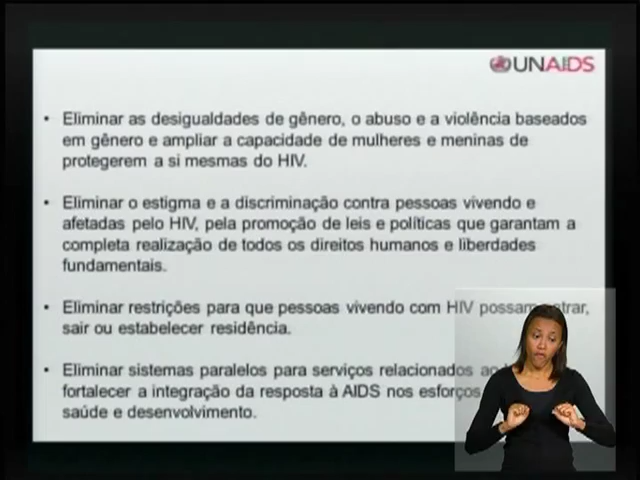 UNAIDS
• Eliminar as desigualdades de gênero, o abuso e a violência baseados
em gênero e ampliar a capacidade de mulheres e meninas de
protegerem a si mesmas do HIV.
• Eliminar o estigma e a discriminação contra pessoas vivendo e
afetadas pelo HIV, pela promoção de leis e políticas que garantam a
completa realização de todos os direitos humanos e liberdades
fundamentais.
• Eliminar restrições para que pessoas vivendo com HIV possam entrar,
sair ou estabelecer residência.
• Eliminar sistemas paralelos para serviços relacionados ao
fortalecer a integração da resposta à AIDS nos esforços
saúde e desenvolvimento.